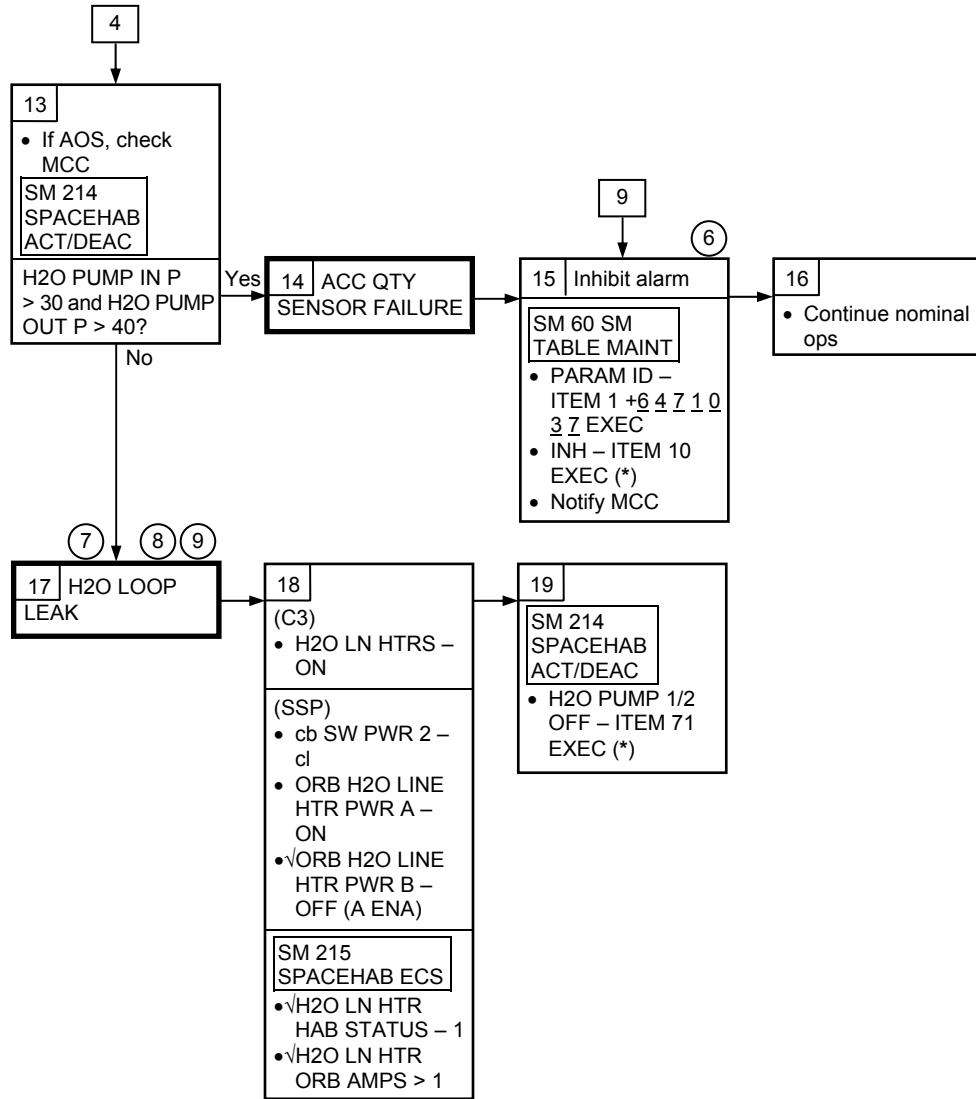 4
13
• If AOS, check
MCC
SM 214
SPACEHAB
ACT/DEAC
H2O PUMP IN P
> 30 and H2O PUMP
OUT P > 40?
Yes
No
14 ACC QTY
SENSOR FAILURE
9
6
15 Inhibit alarm
SM 60 SM
TABLE MAINT
• PARAM ID –
ITEM 1 +6 4 7 1 0
3 7 EXEC
• INH – ITEM 10
EXEC (*)
• Notify MCC
16
• Continue nominal
ops
7 8 9
17 H2O LOOP
LEAK
18
(C3)
• H2O LN HTRS –
ON
(SSP)
• cb SW PWR 2 –
cl
• ORB H2O LINE
HTR PWR A –
ON
•√ORB H2O LINE
HTR PWR B –
OFF (A ENA)
SM 215
SPACEHAB ECS
•√H2O LN HTR
HAB STATUS – 1
•√H2O LN HTR
ORB AMPS > 1
19
SM 214
SPACEHAB
ACT/DEAC
• H2O PUMP 1/2
OFF – ITEM 71
EXEC (*)